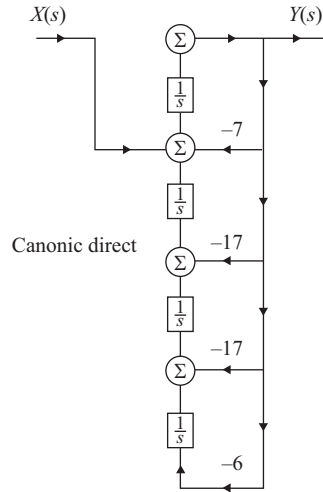 X(s) Y(s)
Σ
1/s
–7
Σ
1/s
Canonic direct
–17
Σ
1/s
–17
Σ
1/s
–6